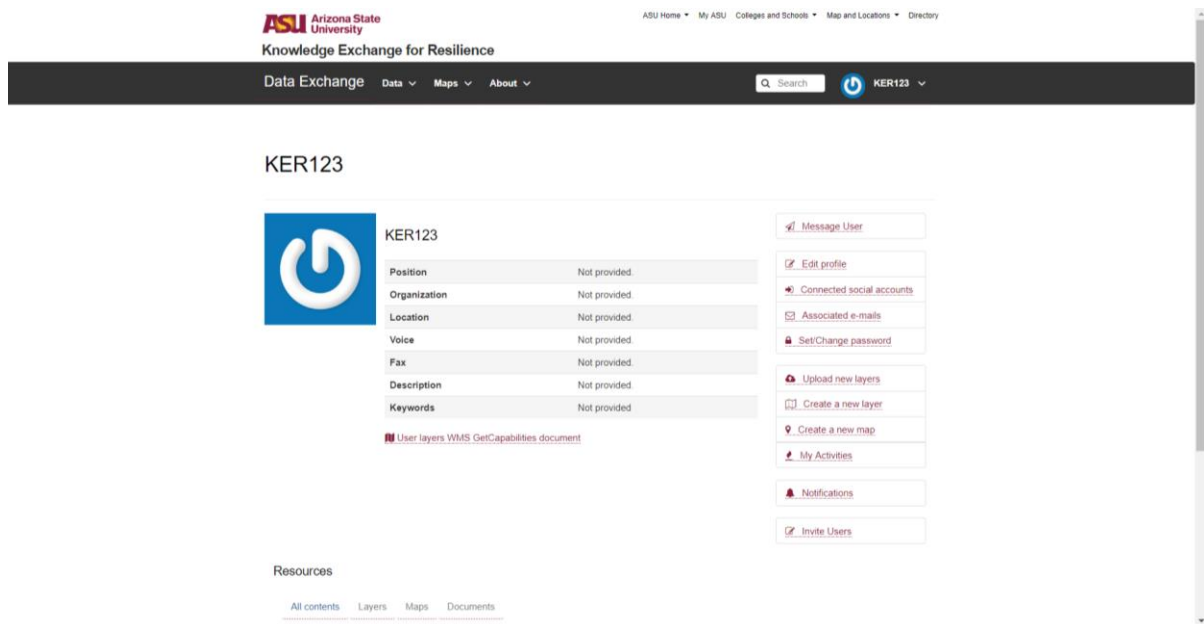 ASU Arizona State University
ASU Home My ASU Colleges and Schools Map and Locations Directory
Knowledge Exchange for Resilience
Data Exchange Data Maps About Search KER123
KER123
KER123
Position Not provided.
Organization Not provided.
Location Not provided.
Voice Not provided.
Fax Not provided.
Description Not provided.
Keywords Not provided
User layers WMS GetCapabilities document
Message User
Edit profile
Connected social accounts
Associated e-mails
Set/Change password
Upload new layers
Create a new layer
Create a new map
My Activities
Notifications
Invite Users
Resources
All contents Layers Maps Documents